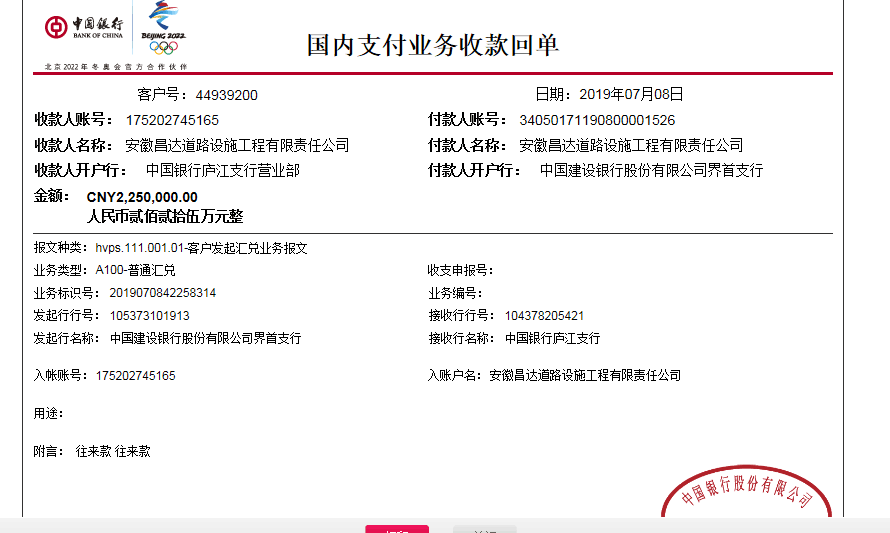 中国银行
BANK OF CHINA
BEIJING 2022
北京2022年冬奥会官方合作伙伴
国内支付业务收款回单
客户号：44939200 日期：2019年07月08日
收款人账号： 175202745165 付款人账号： 34050171190800001526
收款人名称： 安徽昌达道路设施工程有限责任公司 付款人名称： 安徽昌达道路设施工程有限责任公司
收款人开户行： 中国银行庐江支行营业部 付款人开户行： 中国建设银行股份有限公司界首支行
金额： CNY2,250,000.00
人民币贰佰贰拾伍万元整
报文种类：hvps.111.001.01-客户发起汇兑业务报文
业务类型：A100-普通汇兑 收支申报号：
业务标识号： 2019070842258314 业务编号：
发起行行号： 105373101913 接收行行号： 104378205421
发起行名称： 中国建设银行股份有限公司界首支行 接收行名称： 中国银行庐江支行
入帐账号：175202745165 入账户名：安徽昌达道路设施工程有限责任公司
用途：
附言： 往来款 往来款
中国银行股份有限公司